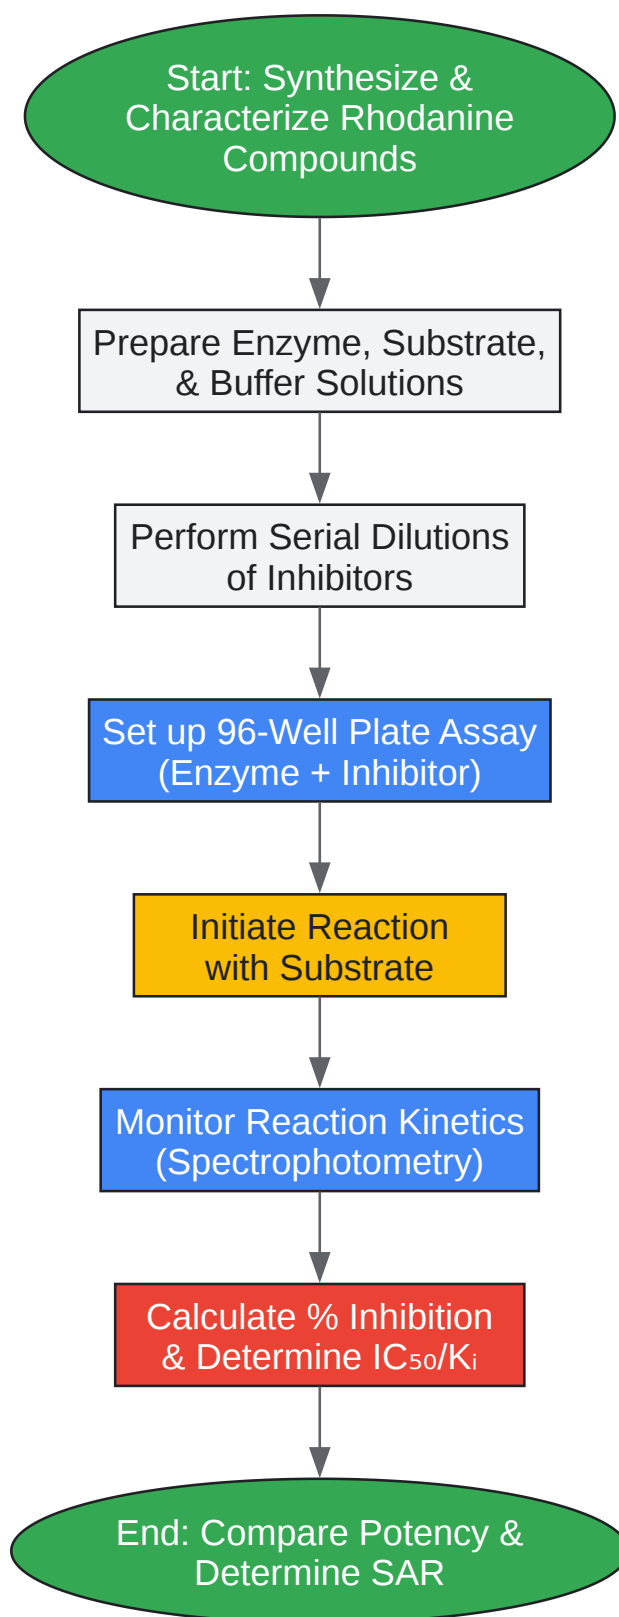 Start: Synthesize &
Characterize Rhodanine
Compounds
Prepare Enzyme, Substrate,
& Buffer Solutions
Perform Serial Dilutions
of Inhibitors
Set up 96-Well Plate Assay
(Enzyme + Inhibitor)
Initiate Reaction
with Substrate
Monitor Reaction Kinetics
(Spectrophotometry)
Calculate % Inhibition
& Determine IC₅₀/Kᵢ
End: Compare Potency &
Determine SAR